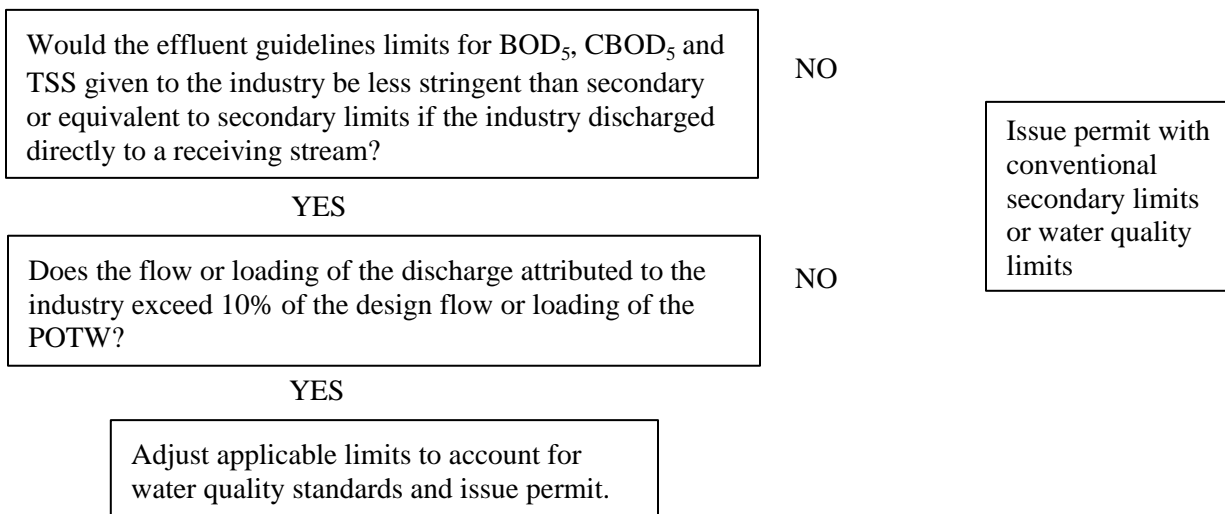 Would the effluent guidelines limits for BOD₅, CBOD₅ and
TSS given to the industry be less stringent than secondary
or equivalent to secondary limits if the industry discharged
directly to a receiving stream?
NO
Issue permit with
conventional
secondary limits
or water quality
limits
YES
Does the flow or loading of the discharge attributed to the
industry exceed 10% of the design flow or loading of the
POTW?
NO
YES
Adjust applicable limits to account for
water quality standards and issue permit.